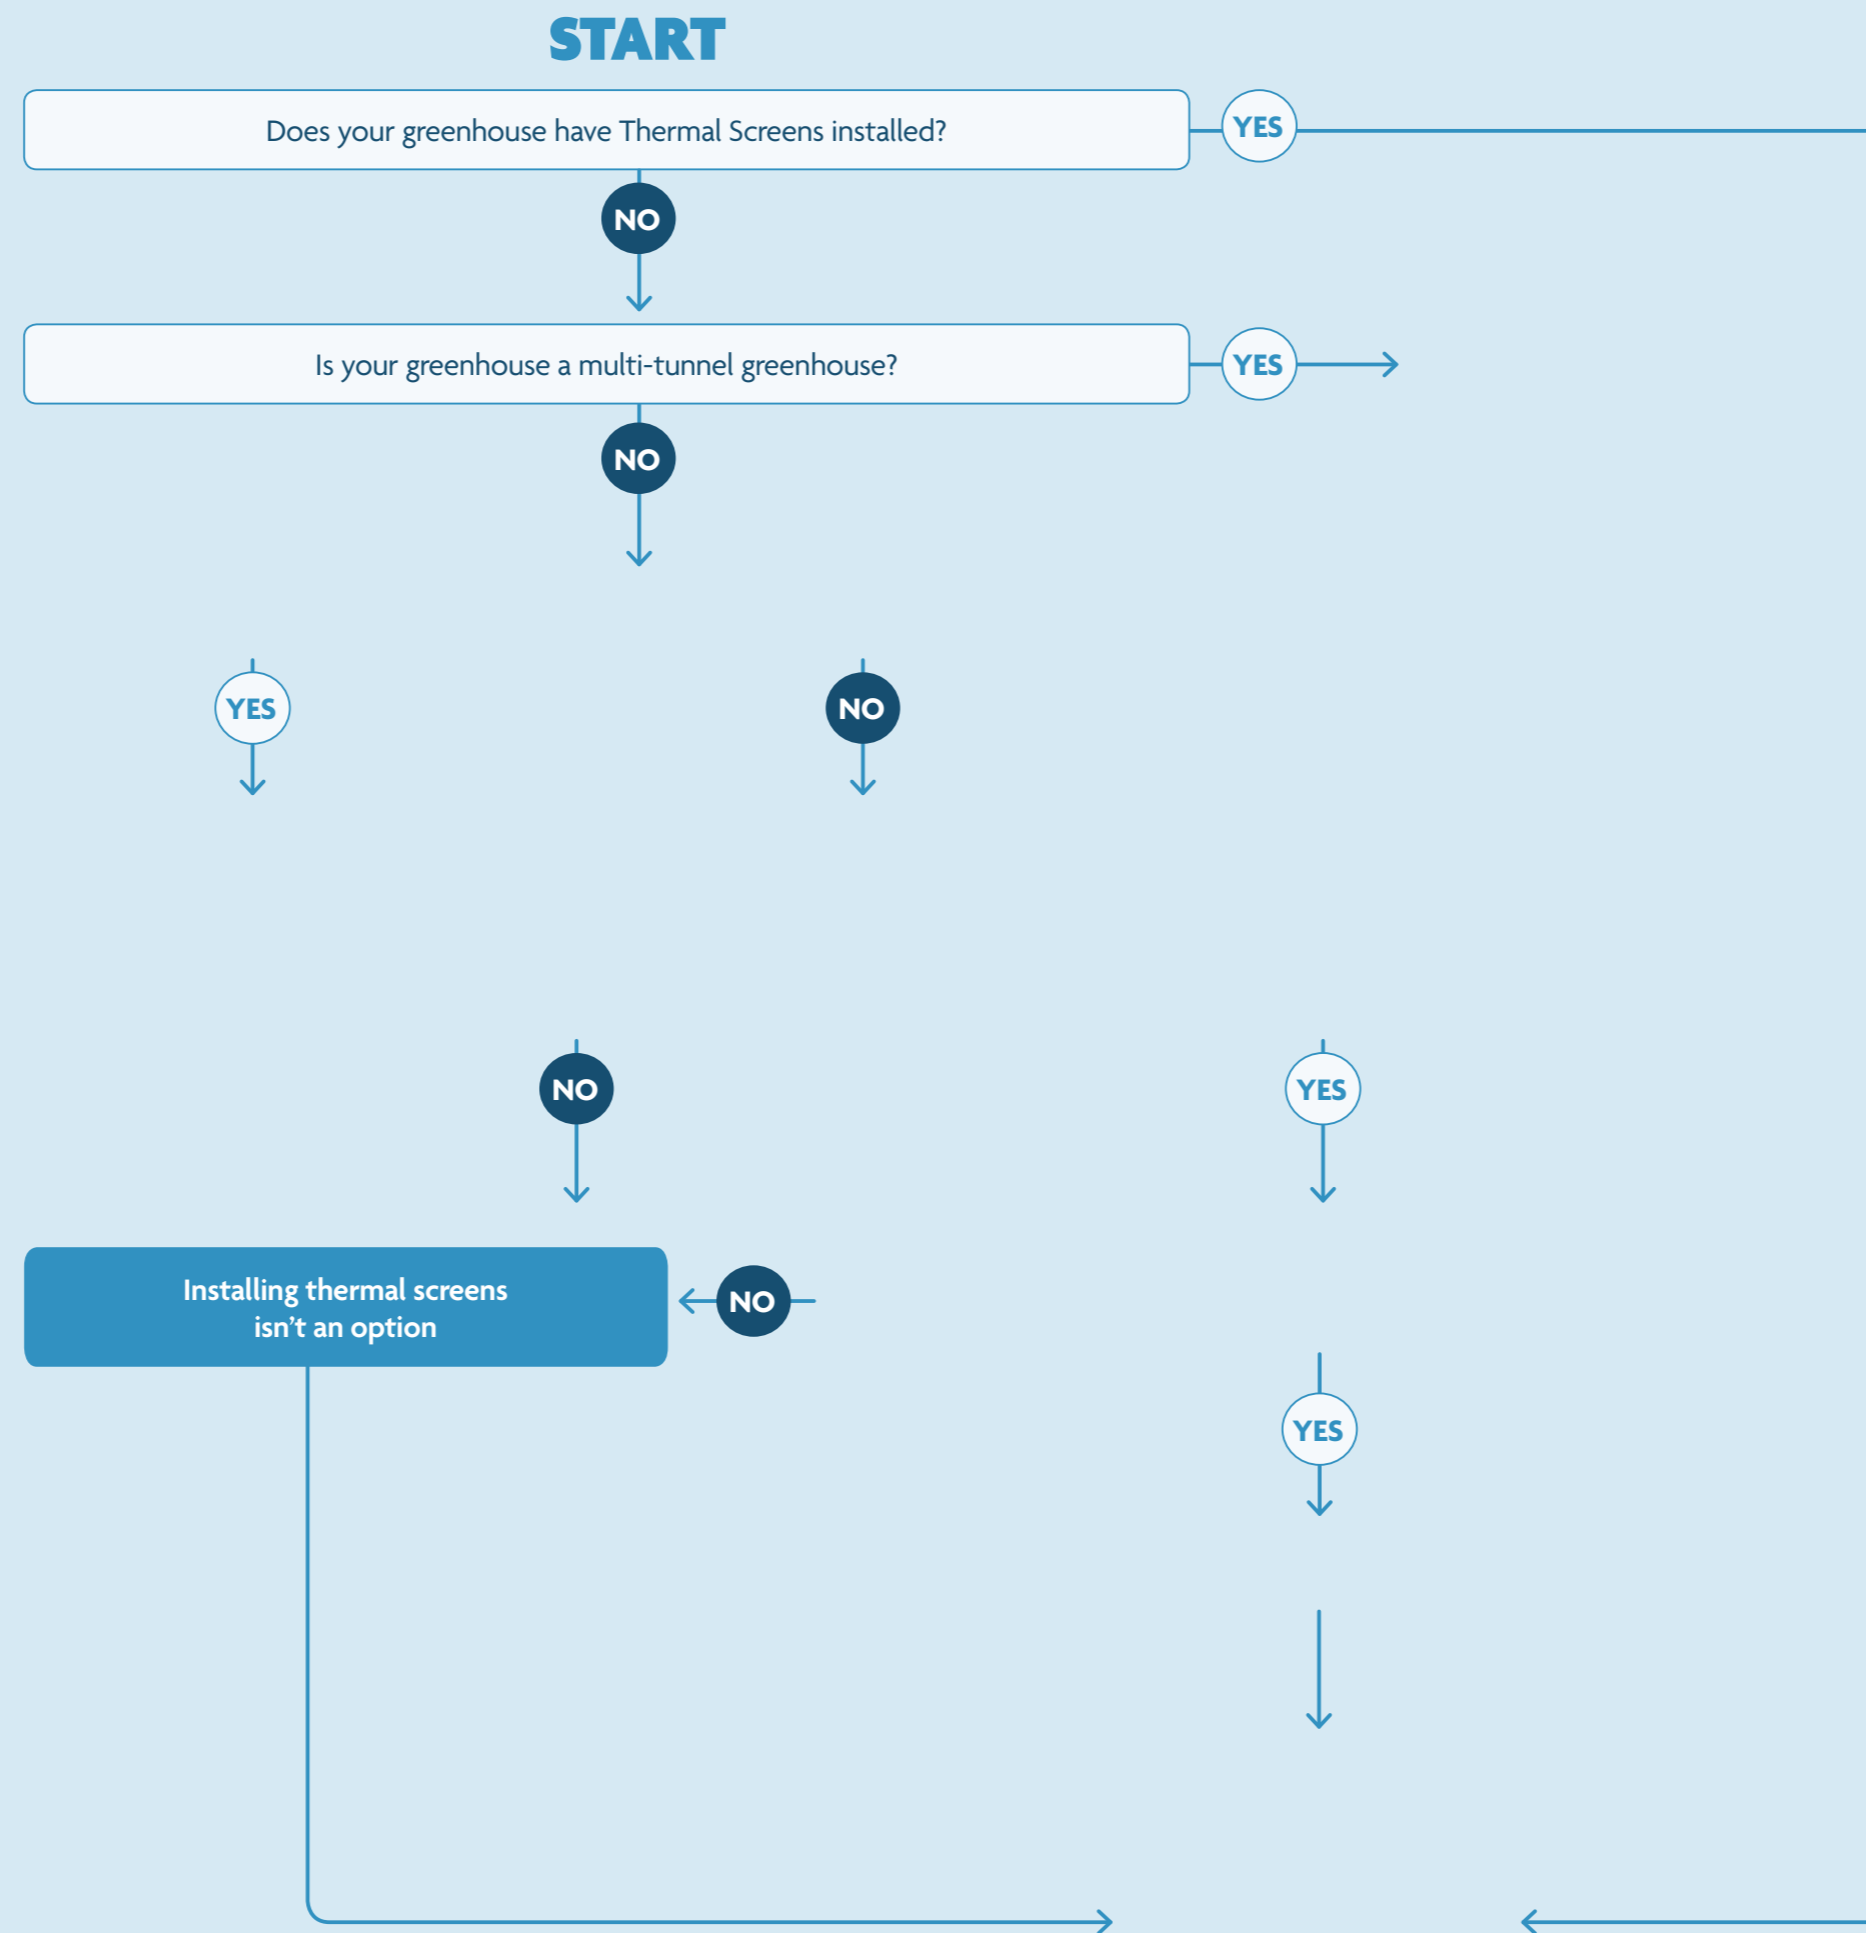 START
Does your greenhouse have Thermal Screens installed?
YES
NO
Is your greenhouse a multi-tunnel greenhouse?
YES
NO
YES
NO
NO
YES
Installing thermal screens
isn’t an option
NO
YES